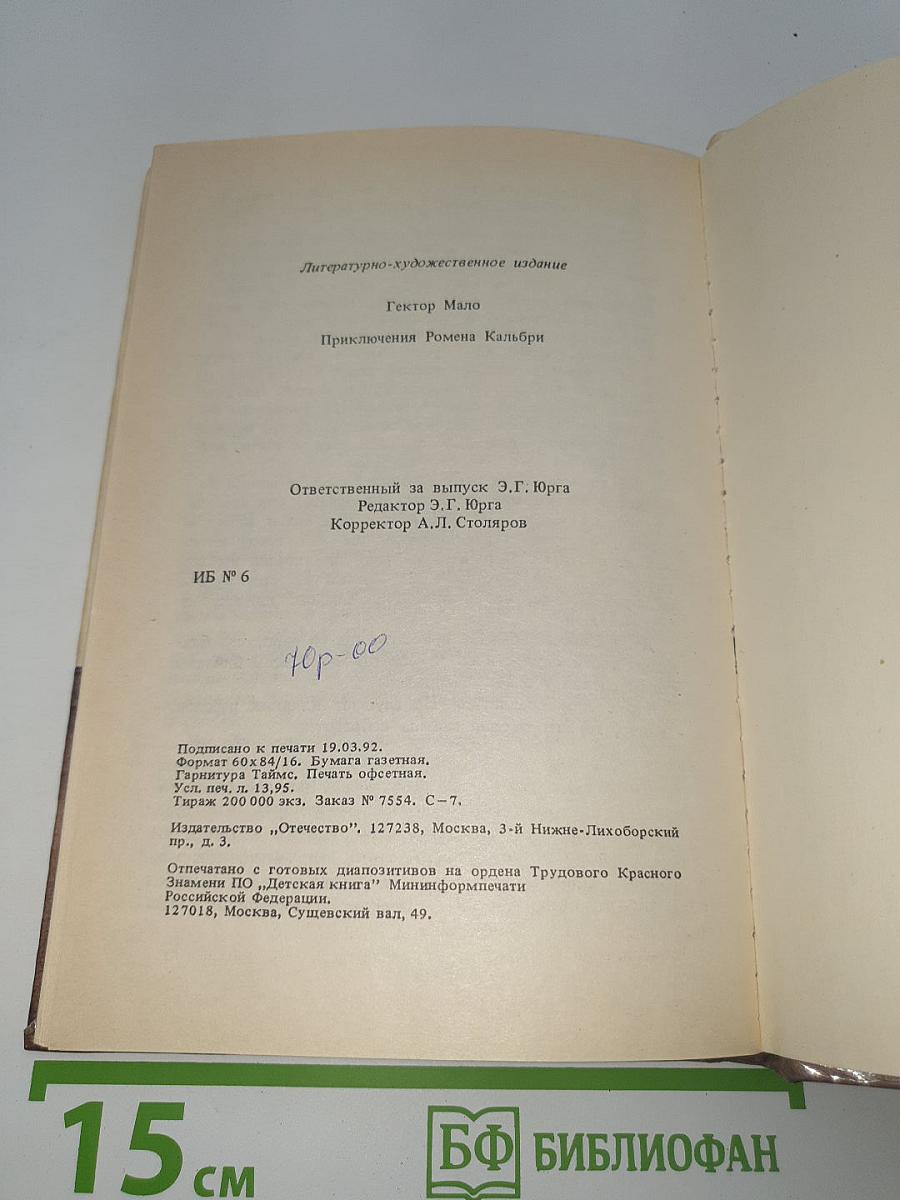 Литературно-художественное издание
Гектор Мало
Приключения Ромена Кальбри
Ответственный за выпуск Э.Г. Юрга
Редактор Э.Г. Юрга
Корректор А.Л. Столяров
ИБ № 6
70р-00
Подписано к печати 19.03.92.
Формат 60х84/16. Бумага газетная.
Гарнитура Таймс. Печать офсетная.
Усл. печ. л. 13,95.
Тираж 200 000 экз. Заказ № 7554. С–7.
Издательство „Отечество”. 127238, Москва, 3-й Нижне-Лихоборский
пр., д. 3.
Отпечатано с готовых диапозитивов на ордена Трудового Красного
Знамени ПО „Детская книга” Мининформпечати
Российской Федерации.
127018, Москва, Сущевский вал, 49.
15 см
БФ БИБЛИОФАН